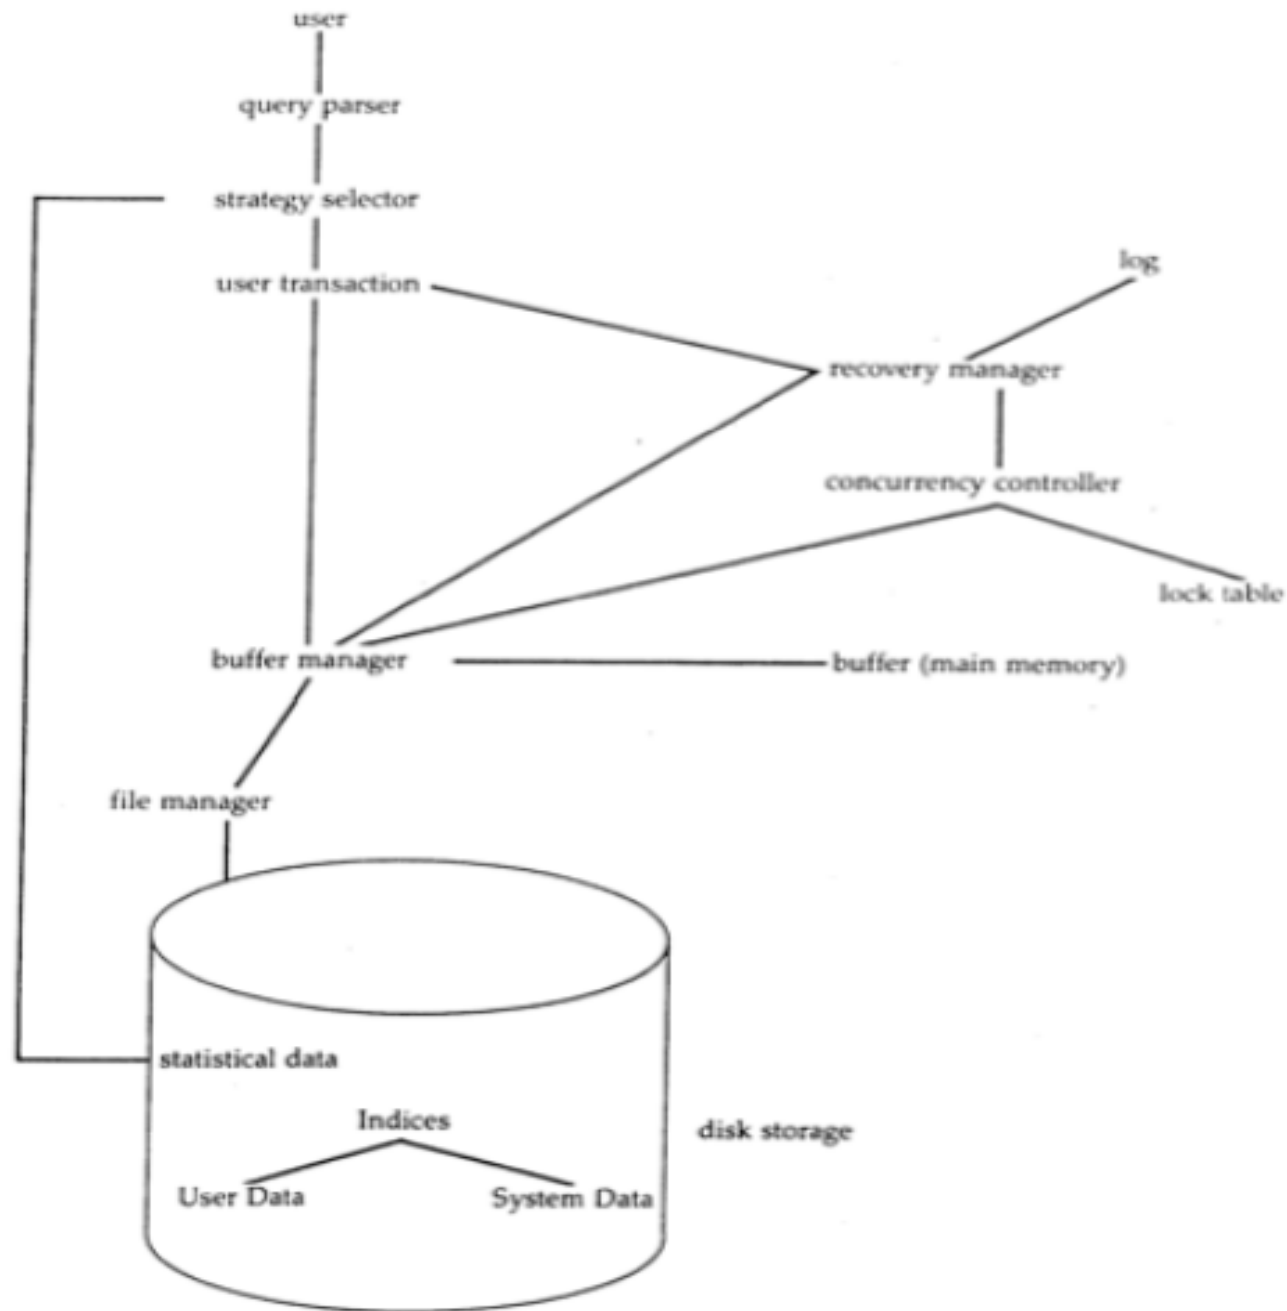 user
query parser
strategy selector
user transaction
log
recovery manager
concurrency controller
lock table
buffer manager
buffer (main memory)
file manager
statistical data
Indices
disk storage
User Data
System Data